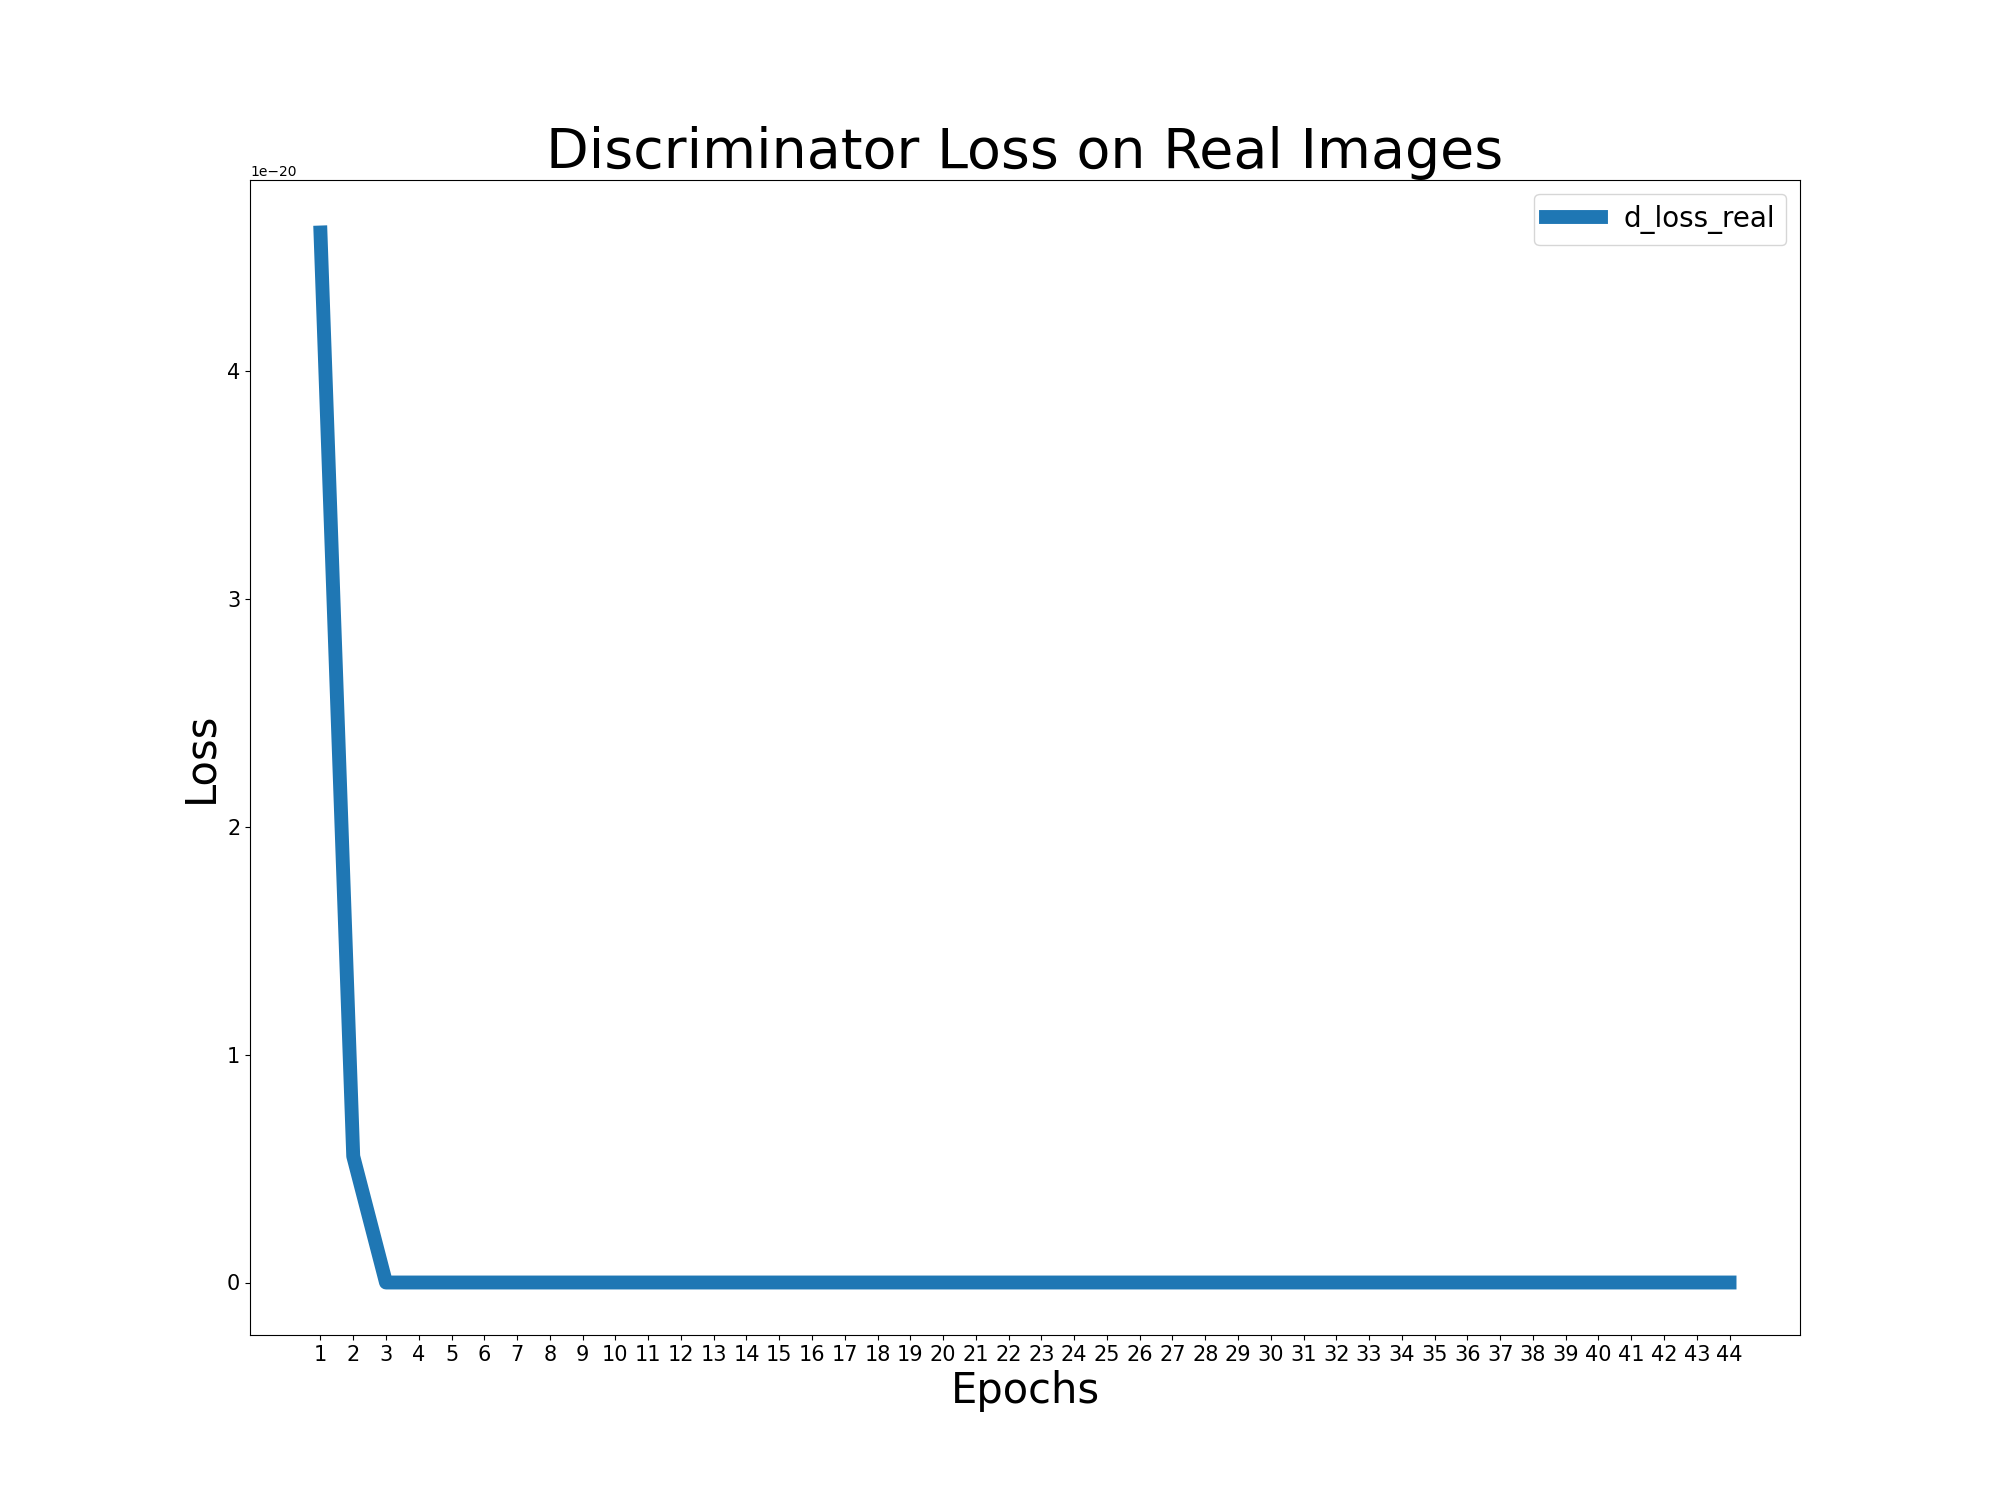 Discriminator Loss on Real Images
1e−20
d_loss_real
4
3
2
1
0
Loss
1 2 3 4 5 6 7 8 9 10 11 12 13 14 15 16 17 18 19 20 21 22 23 24 25 26 27 28 29 30 31 32 33 34 35 36 37 38 39 40 41 42 43 44
Epochs